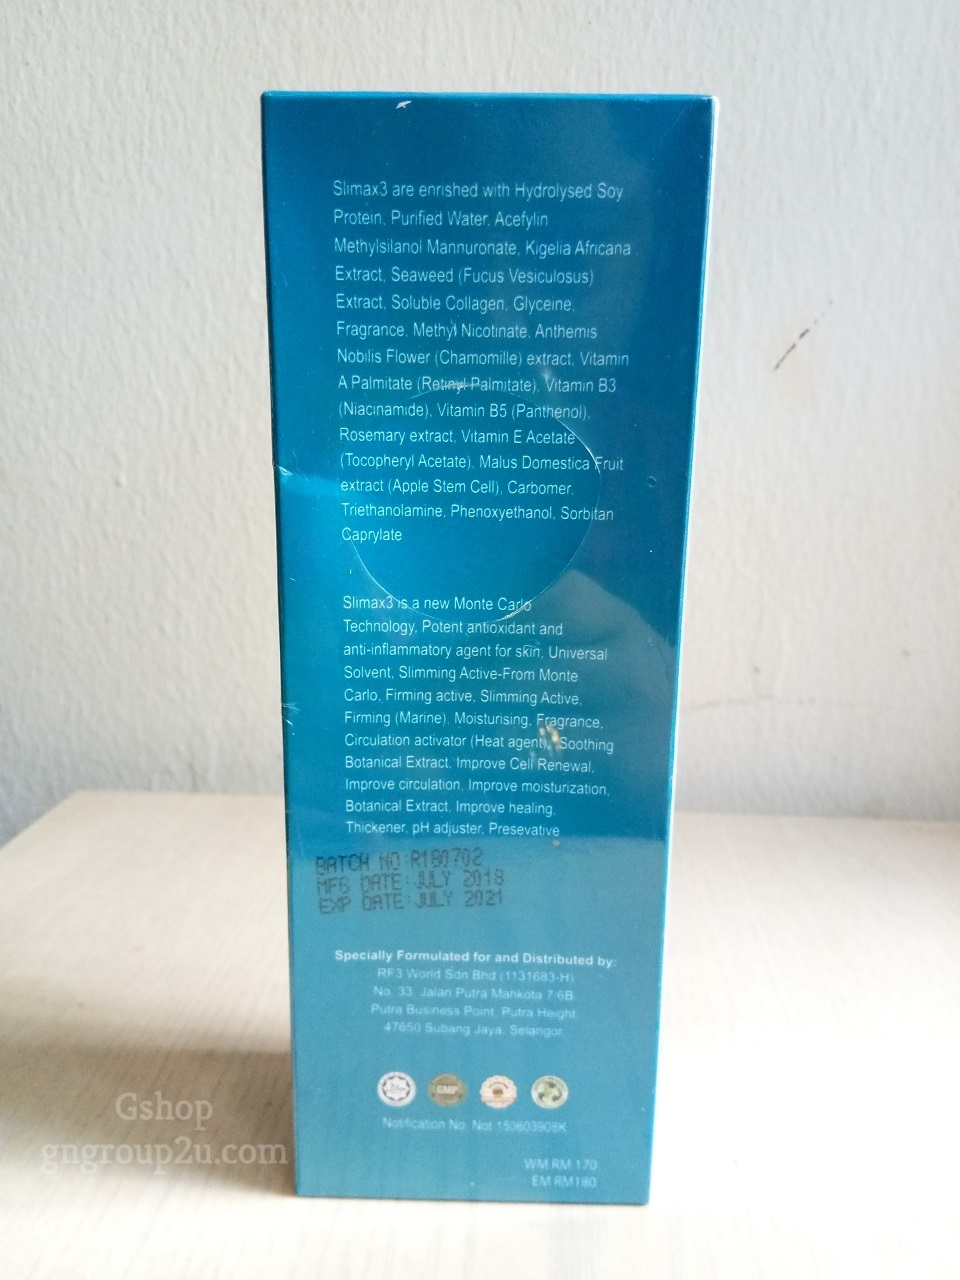 Slimax3 are enrished with Hydrolysed Soy
Protein, Purified Water, Acefylin
Methylsilanol Mannuronate, Kigelia Africana
Extract, Seaweed (Fucus Vesiculosus)
Extract, Soluble Collagen, Glyceine,
Fragrance, Methyl Nicotinate, Anthemis
Nobilis Flower (Chamomille) extract, Vitamin
A Palmitate (Retinyl Palmitate), Vitamin B3
(Niacinamide), Vitamin B5 (Panthenol),
Rosemary extract, Vitamin E Acetate
(Tocopheryl Acetate), Malus Domestica Fruit
extract (Apple Stem Cell), Carbomer,
Triethanolamine, Phenoxyethanol, Sorbitan
Caprylate
Slimax3 is a new Monte Carlo
Technology, Potent antioxidant and
anti-inflammatory agent for skin, Universal
Solvent, Slimming Active-From Monte
Carlo, Firming active, Slimming Active,
Firming (Marine), Moisturising, Fragrance,
Circulation activator (Heat agent), Soothing
Botanical Extract, Improve Cell Renewal,
Improve circulation, Improve moisturization,
Botanical Extract, Improve healing,
Thickener, pH adjuster, Presevative
BATCH NO:R180702
MFG DATE:JULY 2018
EXP DATE:JULY 2021
Specially Formulated for and Distributed by:
RF3 World Sdn Bhd (1131683-H)
No. 33, Jalan Putra Mahkota 7/6B,
Putra Business Point, Putra Height,
47650 Subang Jaya, Selangor
GMP
Notification No. Not 150603908K
WM RM 170
EM RM180
Gshop
gngroup2u.com